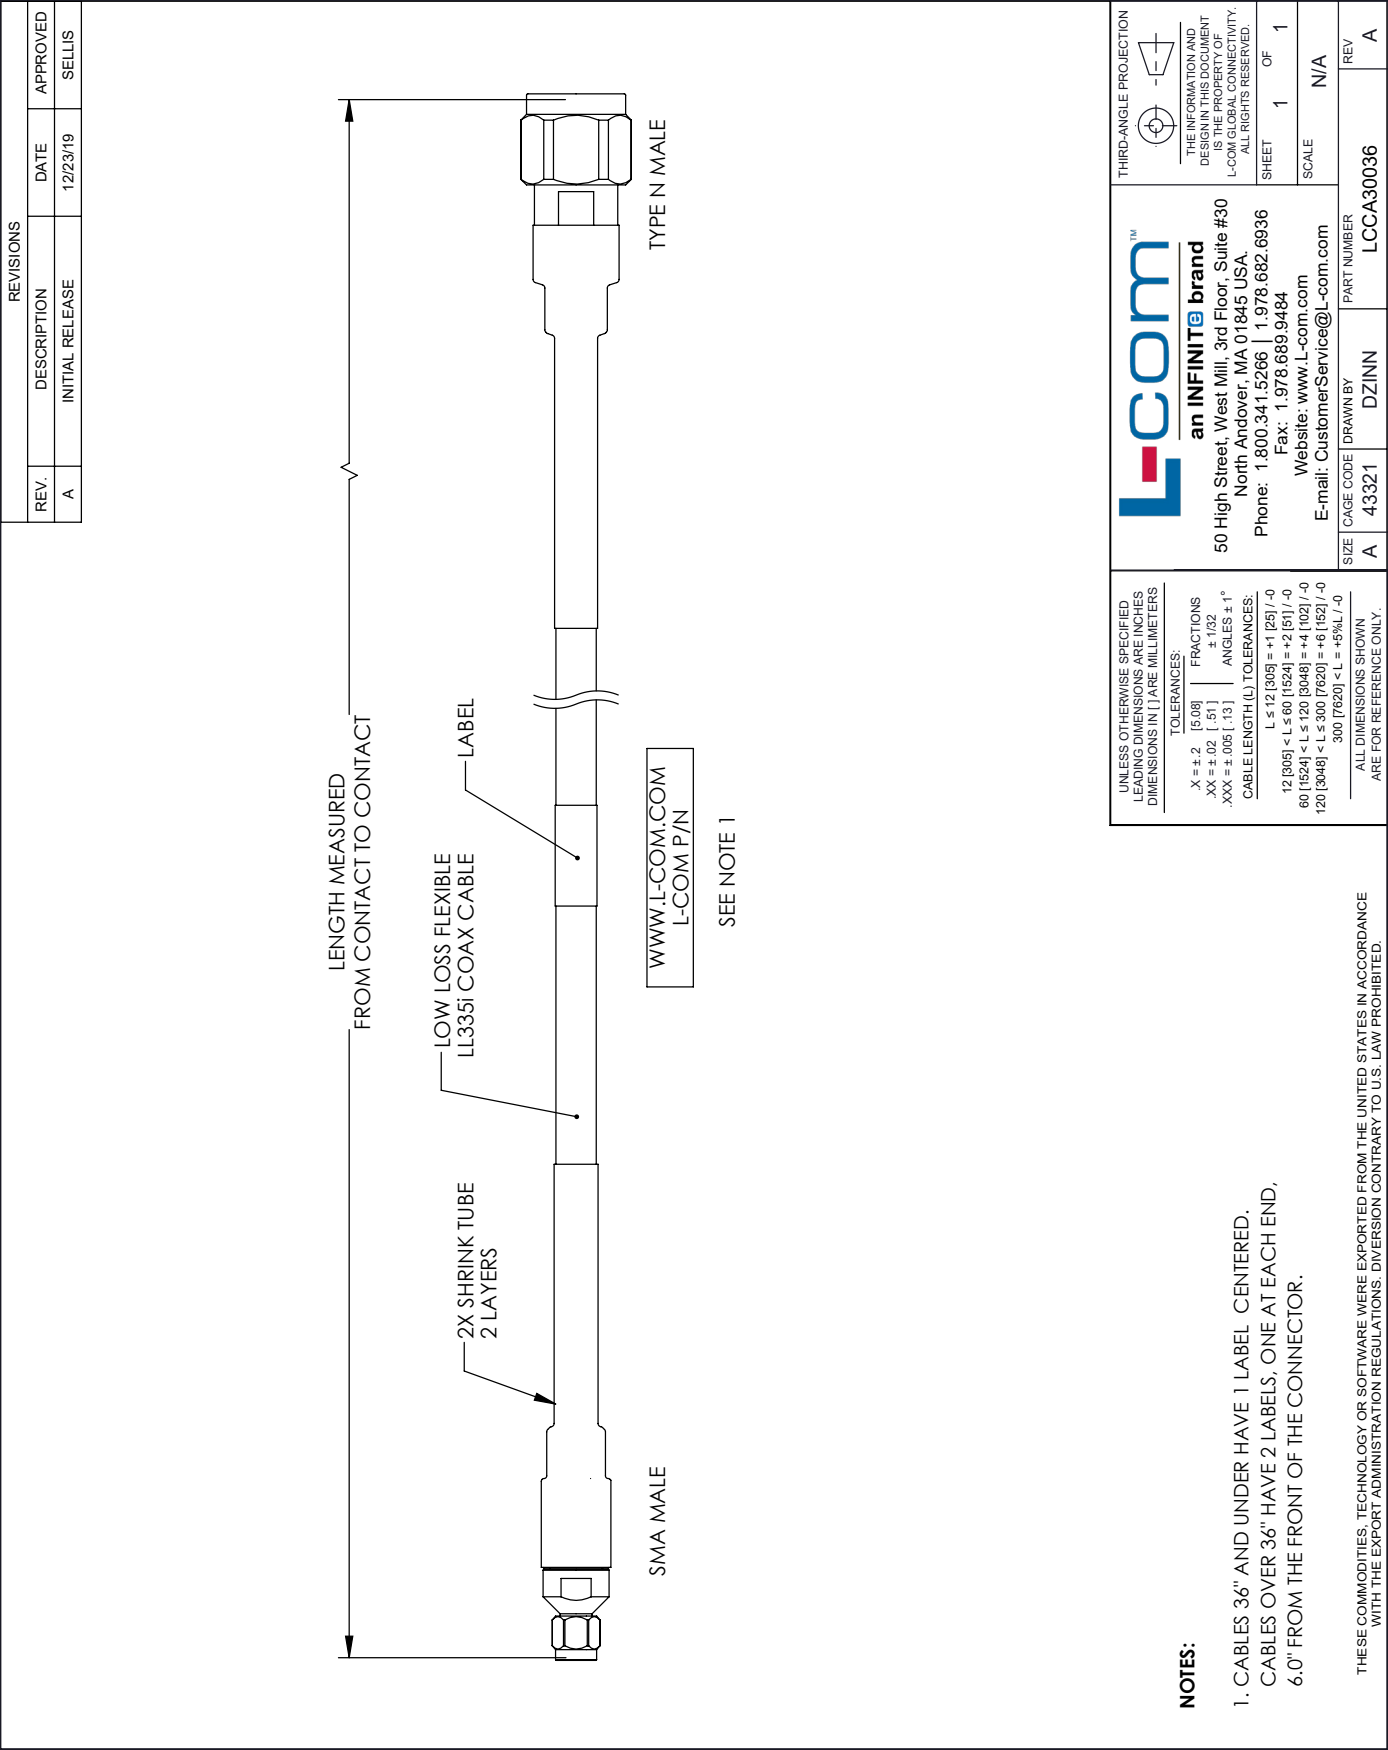 REVISIONS
REV. DESCRIPTION DATE APPROVED
A INITIAL RELEASE 12/23/19 SELLIS
LENGTH MEASURED
FROM CONTACT TO CONTACT
2X SHRINK TUBE
2 LAYERS
LOW LOSS FLEXIBLE
LL335i COAX CABLE
LABEL
SMA MALE
TYPE N MALE
WWW.L-COM.COM
L-COM P/N
SEE NOTE 1
NOTES:
1. CABLES 36" AND UNDER HAVE 1 LABEL CENTERED.
CABLES OVER 36" HAVE 2 LABELS, ONE AT EACH END,
6.0" FROM THE FRONT OF THE CONNECTOR.
THESE COMMODITIES, TECHNOLOGY OR SOFTWARE WERE EXPORTED FROM THE UNITED STATES IN ACCORDANCE
WITH THE EXPORT ADMINISTRATION REGULATIONS. DIVERSION CONTRARY TO U.S. LAW PROHIBITED.
UNLESS OTHERWISE SPECIFIED
LEADING DIMENSIONS ARE INCHES
DIMENSIONS IN [ ] ARE MILLIMETERS
TOLERANCES:
.X = ± .2 [5.08] FRACTIONS
.XX = ± .02 [ .51 ] ± 1/32
.XXX = ± .005 [ .13 ] ANGLES ± 1°
CABLE LENGTH (L) TOLERANCES:
L ≤ 12 [305] = +1 [25] / -0
12 [305] < L ≤ 60 [1524] = +2 [51] / -0
60 [1524] < L ≤ 120 [3048] = +4 [102] / -0
120 [3048] < L ≤ 300 [7620] = +6 [152] / -0
300 [7620] < L = +5%L / -0
ALL DIMENSIONS SHOWN
ARE FOR REFERENCE ONLY.
L-com™
an INFINITe brand
50 High Street, West Mill, 3rd Floor, Suite #30
North Andover, MA 01845 USA.
Phone: 1.800.341.5266 | 1.978.682.6936
Fax: 1.978.689.9484
Website: www.L-com.com
E-mail: CustomerService@L-com.com
THIRD-ANGLE PROJECTION
THE INFORMATION AND
DESIGN IN THIS DOCUMENT
IS THE PROPERTY OF
L-COM GLOBAL CONNECTIVITY.
ALL RIGHTS RESERVED.
SHEET 1 OF 1
SCALE N/A
SIZE CAGE CODE DRAWN BY PART NUMBER REV
A 43321 DZINN LCCA30036 A